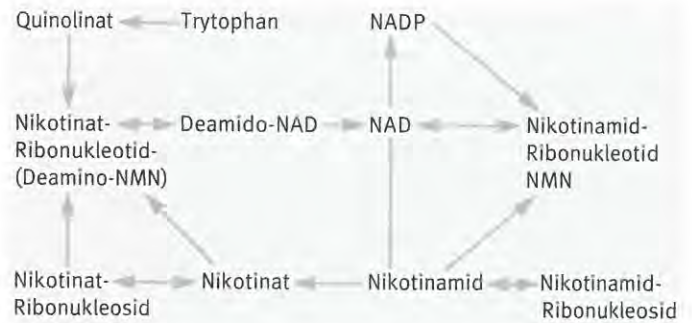 Quinolinat Trytophan NADP
Nikotinat- Deamido-NAD NAD Nikotinamid-
Ribonukleotid- Ribonukleotid
(Deamino-NMN) NMN
Nikotinat- Nikotinat Nikotinamid Nikotinamid-
Ribonukleosid Ribonukleosid